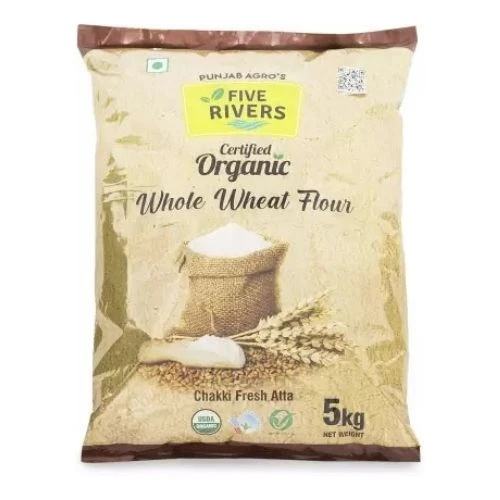 PUNJAB AGRO'S
FIVE
RIVERS
Certified
Organic
Whole Wheat Flour
Chakki Fresh Atta
USDA
ORGANIC
5kg
NET WEIGHT